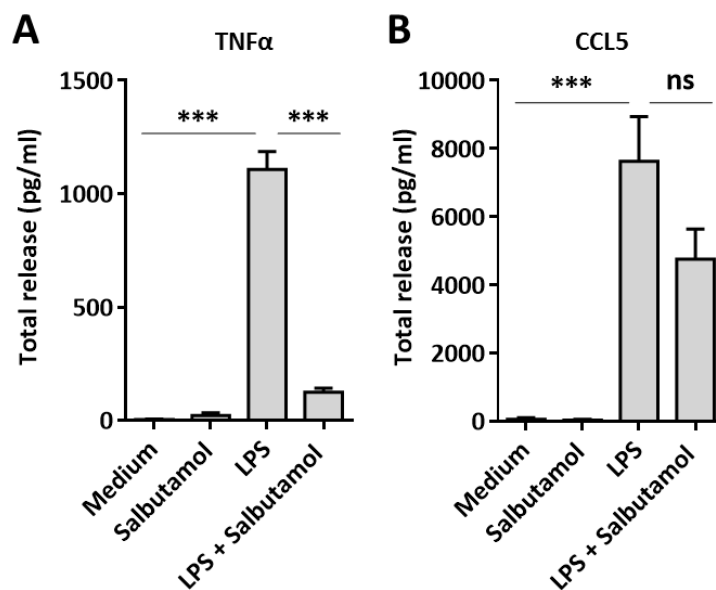 A
TNFα
Total release (pg/ml)
1500
1000
500
0
***
***
Medium
Salbutamol
LPS
LPS + Salbutamol
B
CCL5
Total release (pg/ml)
10000
8000
6000
4000
2000
0
***
ns
Medium
Salbutamol
LPS
LPS + Salbutamol